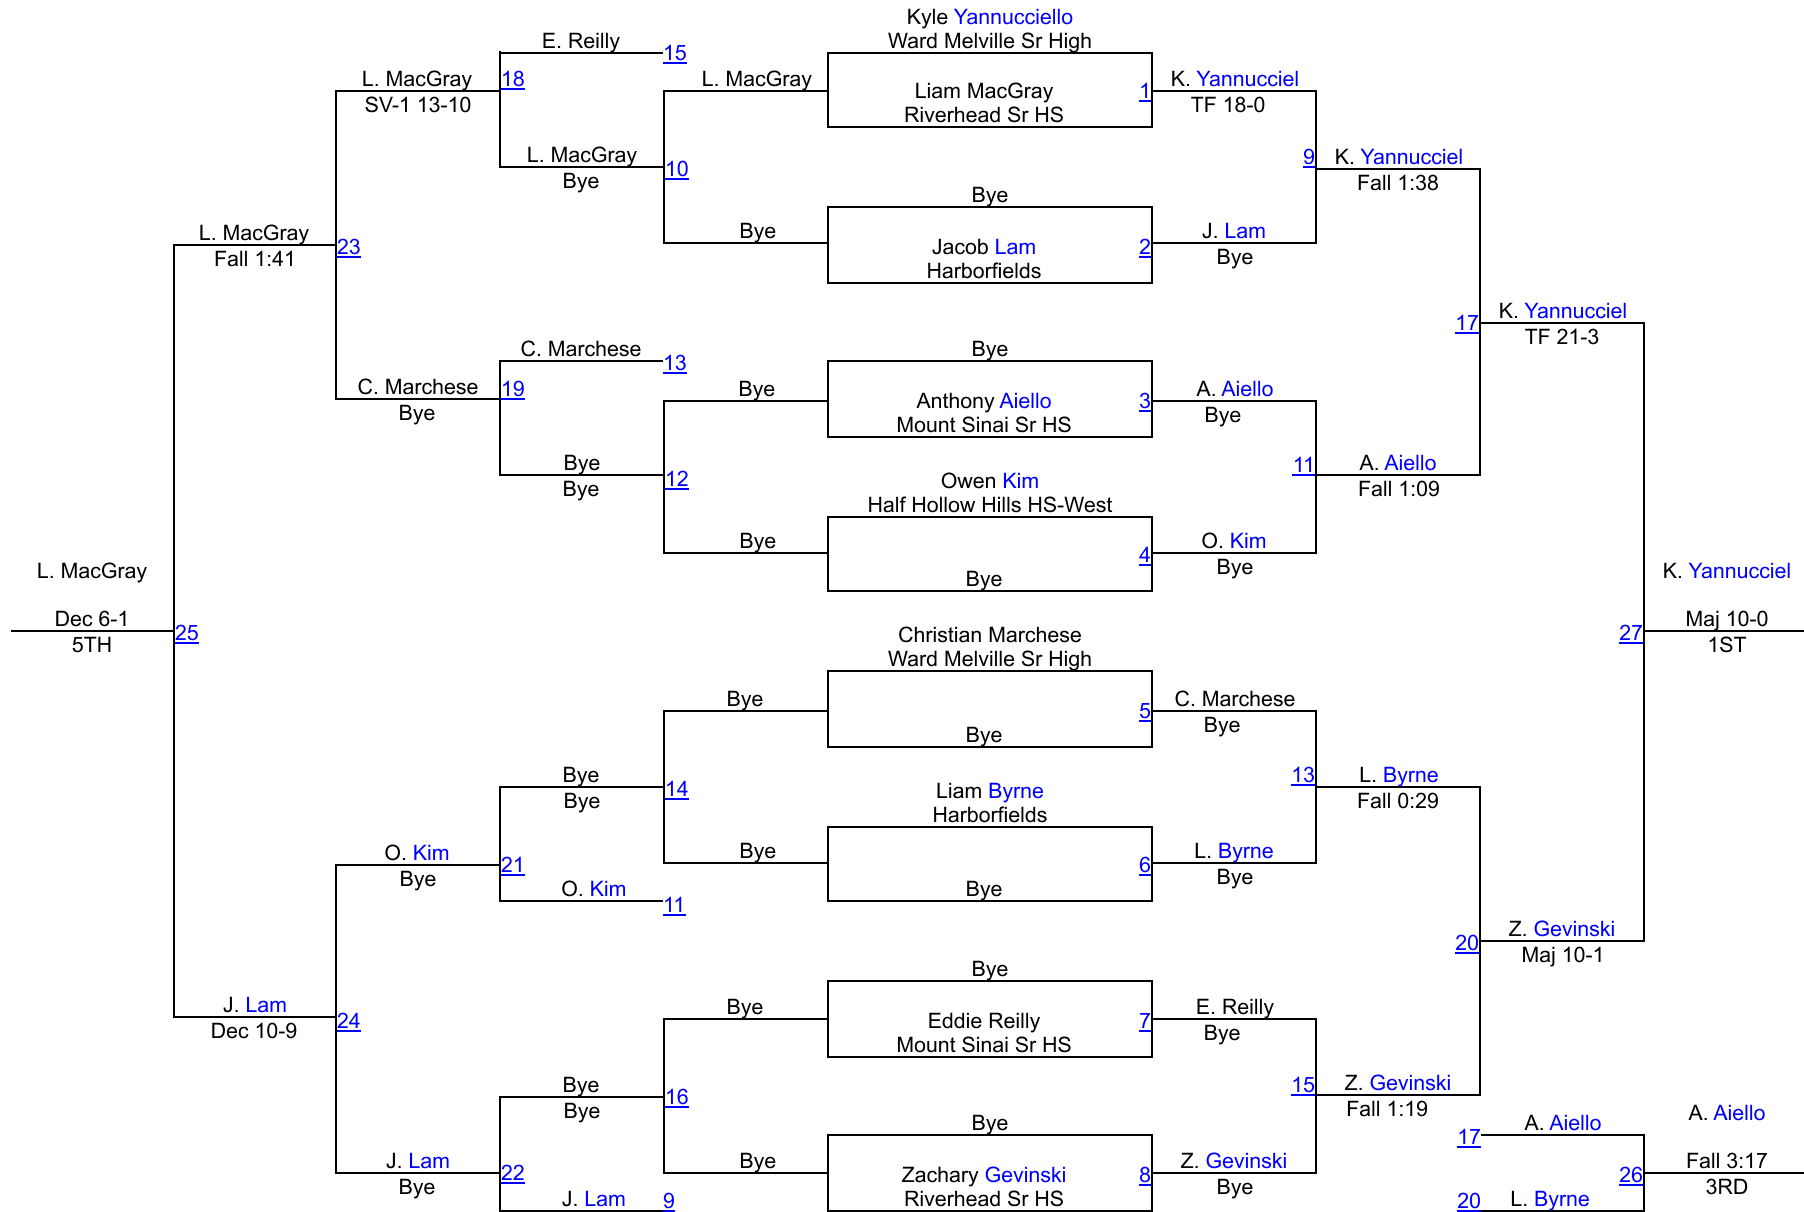 Kyle Yannucciello
Ward Melville Sr High
E. Reilly
15
L. MacGray
SV-1 13-10
18
L. MacGray
Liam MacGray
Riverhead Sr HS
1
K. Yannucciel
TF 18-0
L. MacGray
Bye
10
9
K. Yannucciel
Fall 1:38
Bye
L. MacGray
Fall 1:41
23
Bye
Jacob Lam
Harborfields
2
J. Lam
Bye
17
K. Yannucciel
TF 21-3
C. Marchese
13
Bye
C. Marchese
Bye
19
Bye
Anthony Aiello
Mount Sinai Sr HS
3
A. Aiello
Bye
Bye
Bye
12
11
A. Aiello
Fall 1:09
Owen Kim
Half Hollow Hills HS-West
Bye
4
O. Kim
Bye
Bye
L. MacGray
Dec 6-1
5TH
25
K. Yannucciel
Maj 10-0
1ST
27
Christian Marchese
Ward Melville Sr High
Bye
5
C. Marchese
Bye
Bye
Bye
Bye
14
13
L. Byrne
Fall 0:29
Liam Byrne
Harborfields
O. Kim
Bye
21
Bye
6
L. Byrne
Bye
Bye
O. Kim
11
20
Z. Gevinski
Maj 10-1
Bye
J. Lam
Dec 10-9
24
Bye
Eddie Reilly
Mount Sinai Sr HS
7
E. Reilly
Bye
Bye
Bye
16
15
Z. Gevinski
Fall 1:19
Bye
17
A. Aiello
A. Aiello
J. Lam
Bye
22
Bye
Zachary Gevinski
Riverhead Sr HS
8
Z. Gevinski
Bye
26
Fall 3:17
3RD
J. Lam
9
20
L. Byrne